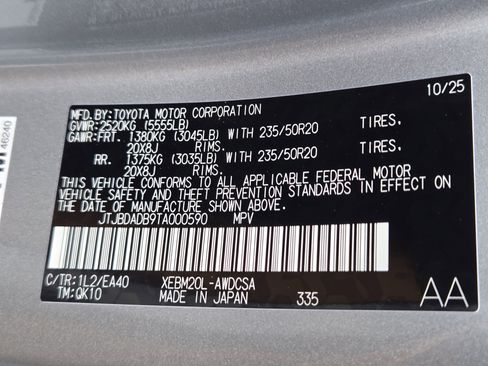 10/25
MFD.BY:TOYOTA MOTOR CORPORATION
GVWR:2520KG (5555LB)
GAWR:FRT. 1380KG (3045LB) WITH 235/50R20 TIRES,
20X8J RIMS.
RR. 1375KG (3035LB) WITH 235/50R20 TIRES,
20X8J RIMS.
THIS VEHICLE CONFORMS TO ALL APPLICABLE FEDERAL MOTOR
VEHICLE SAFETY AND THEFT PREVENTION STANDARDS IN EFFECT ON
THE DATE OF MANUFACTURE SHOWN ABOVE.
JTJBDADB9TA000590 MPV
C/TR:1L2/EA40 XEBM20L-AWDCSA
TM:QK10 MADE IN JAPAN 335 AA
46240